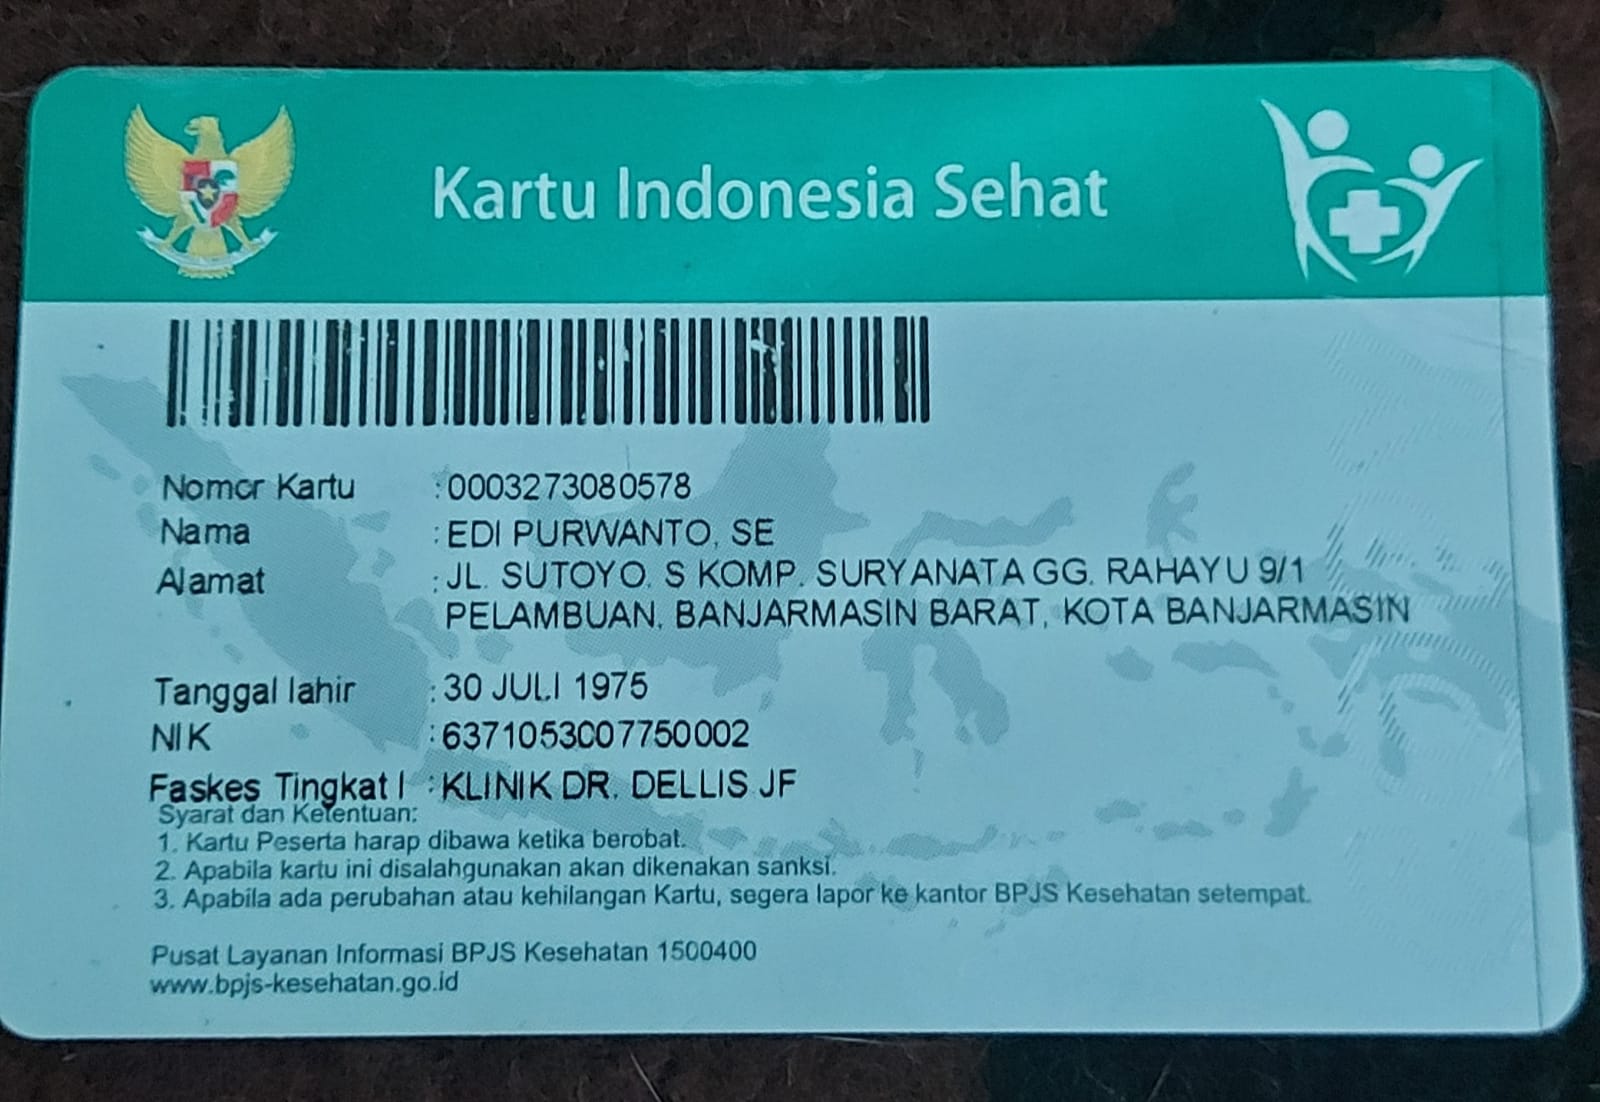 Kartu Indonesia Sehat
Nomor Kartu : 0003273080578
Nama : EDI PURWANTO, SE
Alamat : JL. SUTOYO. S KOMP. SURYANATA GG. RAHAYU 9/1
PELAMBUAN, BANJARMASIN BARAT, KOTA BANJARMASIN
Tanggal lahir : 30 JULI 1975
NIK : 6371053007750002
Faskes Tingkat I : KLINIK DR. DELLIS JF
Syarat dan Ketentuan:
1. Kartu Peserta harap dibawa ketika berobat.
2. Apabila kartu ini disalahgunakan akan dikenakan sanksi.
3. Apabila ada perubahan atau kehilangan Kartu, segera lapor ke kantor BPJS Kesehatan setempat.
Pusat Layanan Informasi BPJS Kesehatan 1500400
www.bpjs-kesehatan.go.id